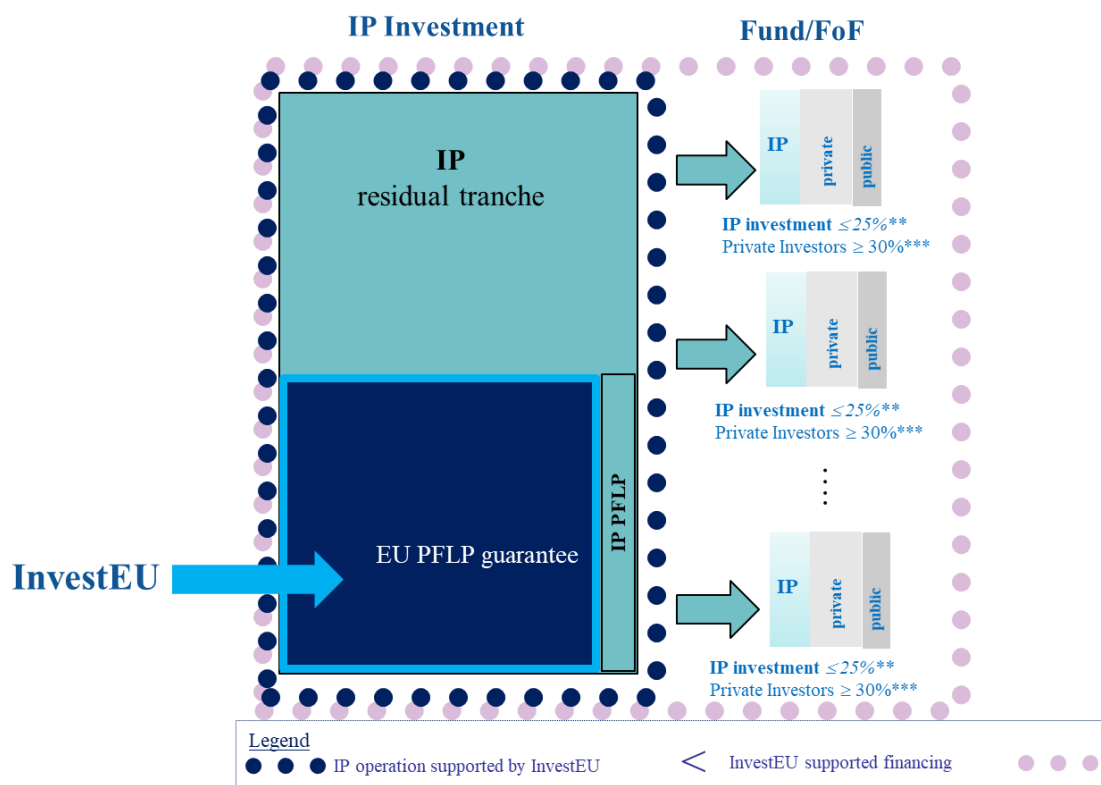 IP Investment
Fund/FoF
IP
residual tranche
IP
private
public
IP investment ≤25%**
Private Investors ≥ 30%***
IP
private
public
IP investment ≤25%**
Private Investors ≥ 30%***
....
EU PFLP guarantee
IP PFLP
InvestEU
IP
private
public
IP investment ≤25%**
Private Investors ≥ 30%***
Legend
IP operation supported by InvestEU
< InvestEU supported financing